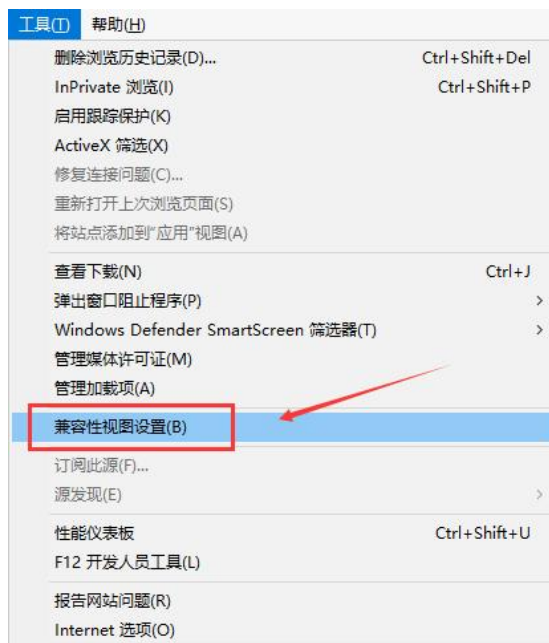 工具(T) 帮助(H)
删除浏览历史记录(D)... Ctrl+Shift+Del
InPrivate 浏览(I) Ctrl+Shift+P
启用跟踪保护(K)
ActiveX 筛选(X)
修复连接问题(C)...
重新打开上次浏览页面(S)
将站点添加到“应用”视图(A)
查看下载(N) Ctrl+J
弹出窗口阻止程序(P)
Windows Defender SmartScreen 筛选器(T)
管理媒体许可证(M)
管理加载项(A)
兼容性视图设置(B)
订阅此源(F)...
源发现(E)
性能仪表板 Ctrl+Shift+U
F12 开发人员工具(L)
报告网站问题(R)
Internet 选项(O)